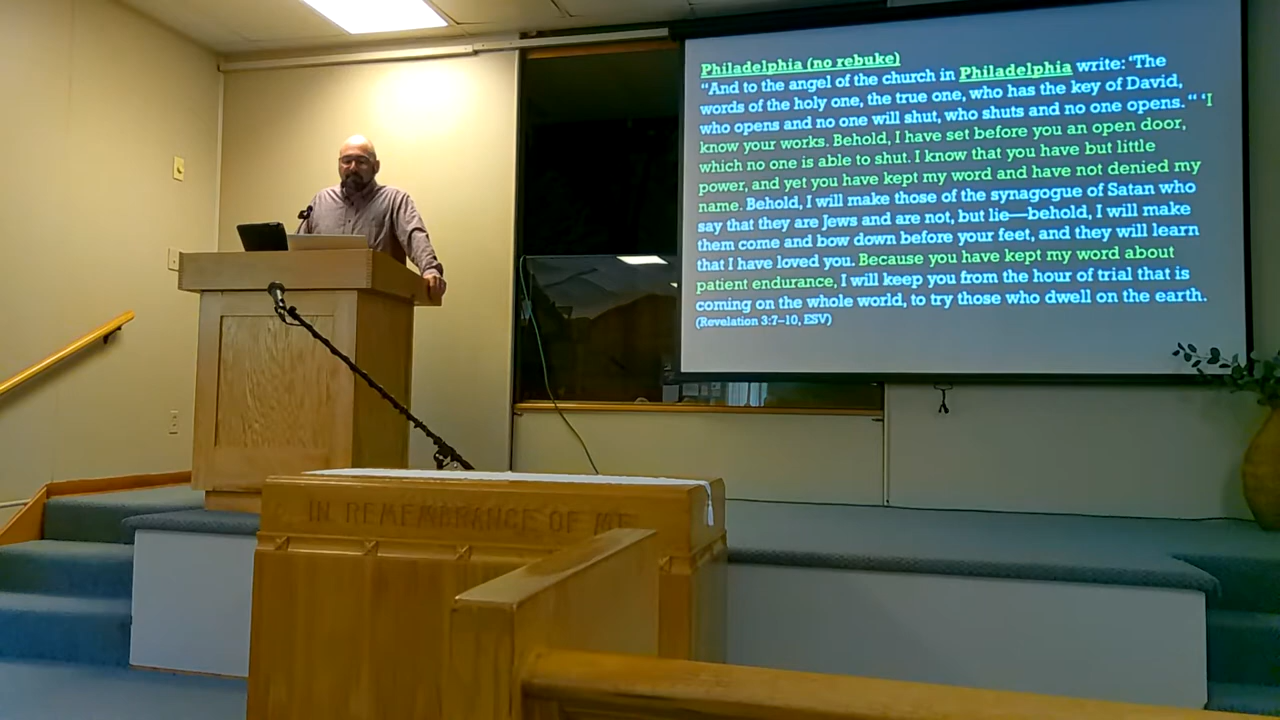 Philadelphia (no rebuke)
“And to the angel of the church in Philadelphia write: ‘The
words of the holy one, the true one, who has the key of David,
who opens and no one will shut, who shuts and no one opens. “ ‘I
know your works. Behold, I have set before you an open door,
which no one is able to shut. I know that you have but little
power, and yet you have kept my word and have not denied my
name. Behold, I will make those of the synagogue of Satan who
say that they are Jews and are not, but lie—behold, I will make
them come and bow down before your feet, and they will learn
that I have loved you. Because you have kept my word about
patient endurance, I will keep you from the hour of trial that is
coming on the whole world, to try those who dwell on the earth.
(Revelation 3:7–10, ESV)
IN REMEMBRANCE OF ME